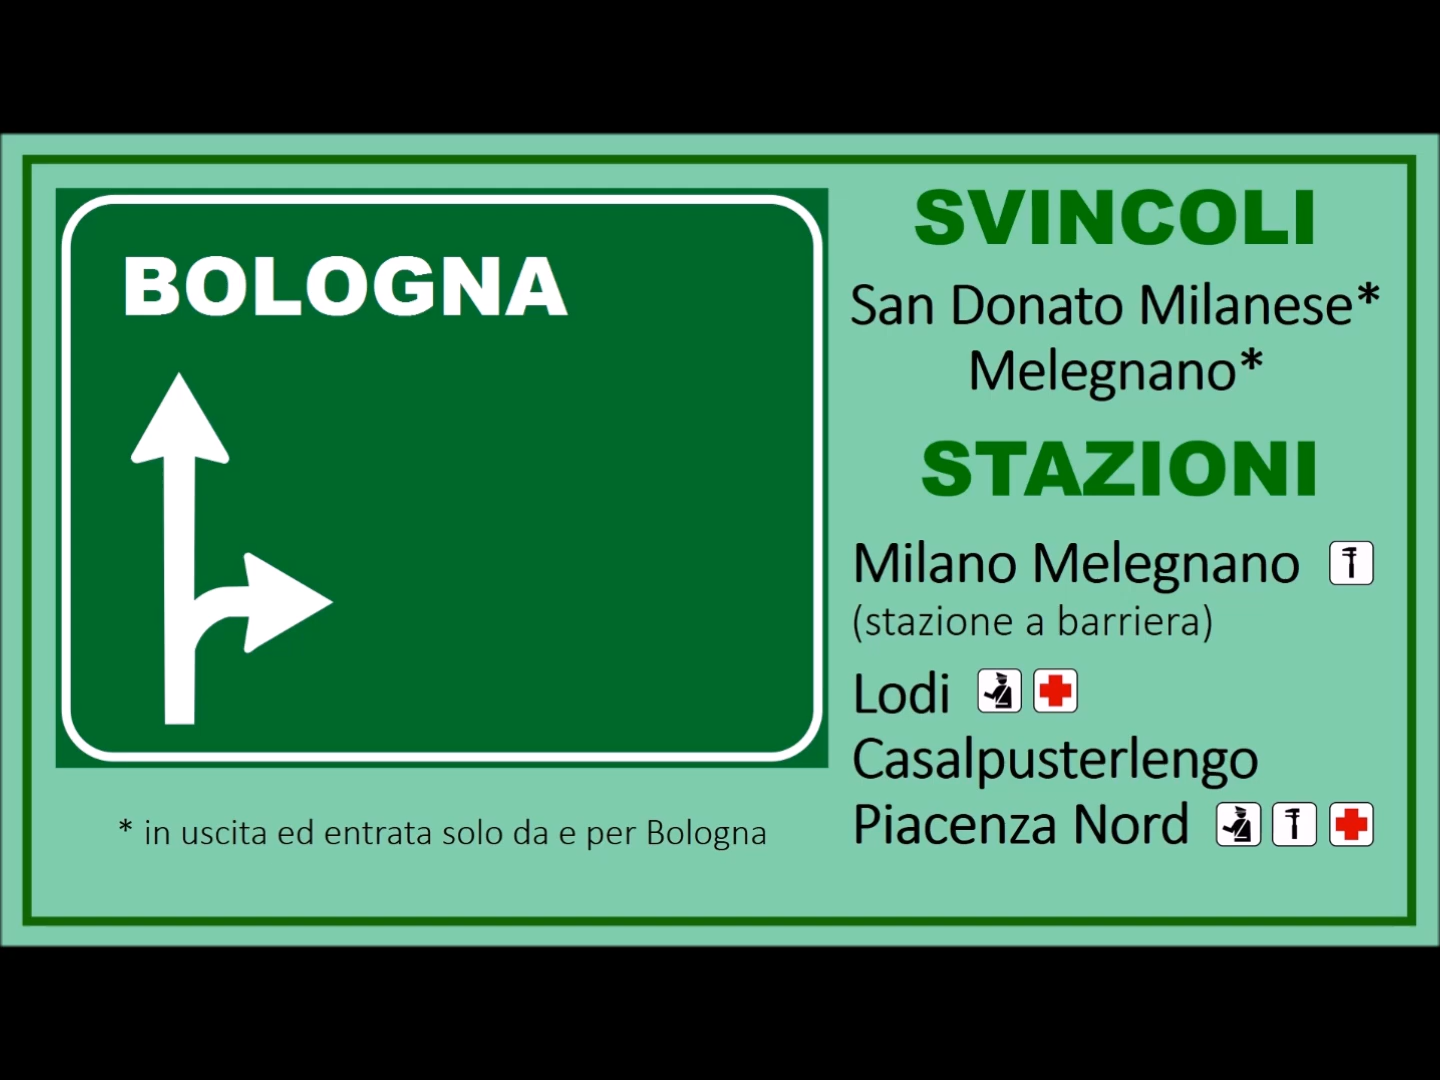 BOLOGNA
* in uscita ed entrata solo da e per Bologna
SVINCOLI
San Donato Milanese*
Melegnano*
STAZIONI
Milano Melegnano
(stazione a barriera)
Lodi
Casalpusterlengo
Piacenza Nord